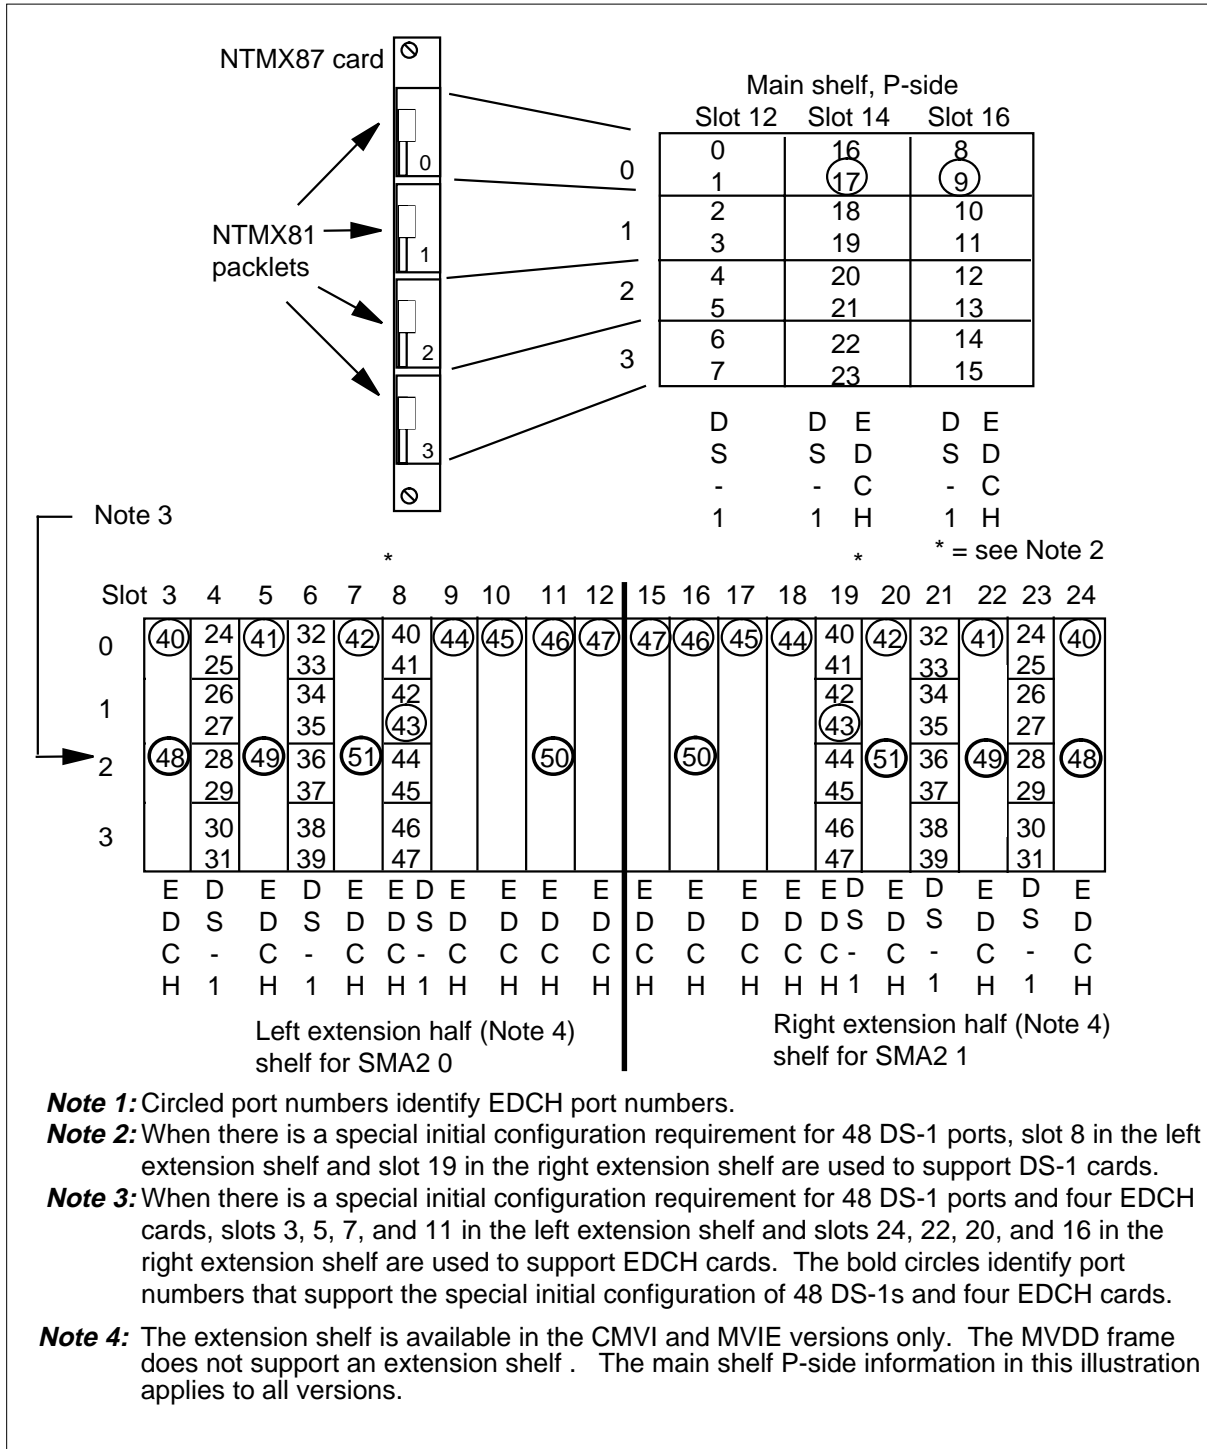 NTMX87 card
0
1
2
3
NTMX81
packlets
Main shelf, P-side
Slot 12 Slot 14 Slot 16
0 16 8
0 1 17 9
2 18 10
1 3 19 11
4 20 12
2 5 21 13
6 22 14
3 7 23 15
D D E D E
S S D S D
- - C - C
1 1 H 1 H
Note 3
* * * = see Note 2
Slot 3 4 5 6 7 8 9 10 11 12 15 16 17 18 19 20 21 22 23 24
0 40 24 41 32 42 40 44 45 46 47 47 46 45 44 40 42 32 41 24 40
25 33 41 41 33 25
1 26 34 42 42 34 26
27 35 43 43 35 27
2 48 28 49 36 51 44 50 50 44 51 36 49 28 48
29 37 45 45 37 29
3 30 38 46 46 38 30
31 39 47 47 39 31
E D E D E E D E E E E E E E E E D E D E D E
D S D S D D S D D D D D D D D D S D S D S D
C - C - C C - C C C C C C C C C - C - C - C
H 1 H 1 H H 1 H H H H H H H H H 1 H 1 H 1 H
Left extension half (Note 4)
shelf for SMA2 0
Right extension half (Note 4)
shelf for SMA2 1
Note 1: Circled port numbers identify EDCH port numbers.
Note 2: When there is a special initial configuration requirement for 48 DS-1 ports, slot 8 in the left
extension shelf and slot 19 in the right extension shelf are used to support DS-1 cards.
Note 3: When there is a special initial configuration requirement for 48 DS-1 ports and four EDCH
cards, slots 3, 5, 7, and 11 in the left extension shelf and slots 24, 22, 20, and 16 in the
right extension shelf are used to support EDCH cards. The bold circles identify port
numbers that support the special initial configuration of 48 DS-1s and four EDCH cards.
Note 4: The extension shelf is available in the CMVI and MVIE versions only. The MVDD frame
does not support an extension shelf . The main shelf P-side information in this illustration
applies to all versions.